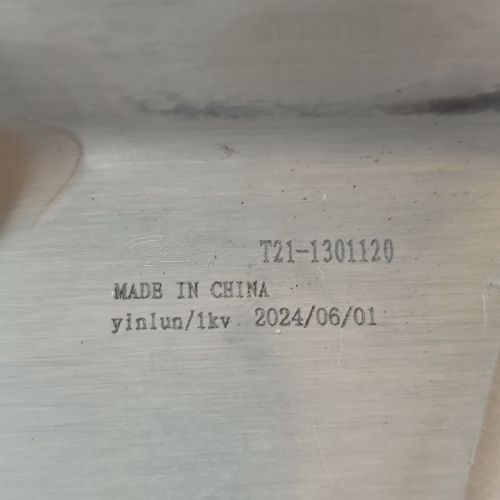 T21-1301120
MADE IN CHINA
yinlun/1kv 2024/06/01